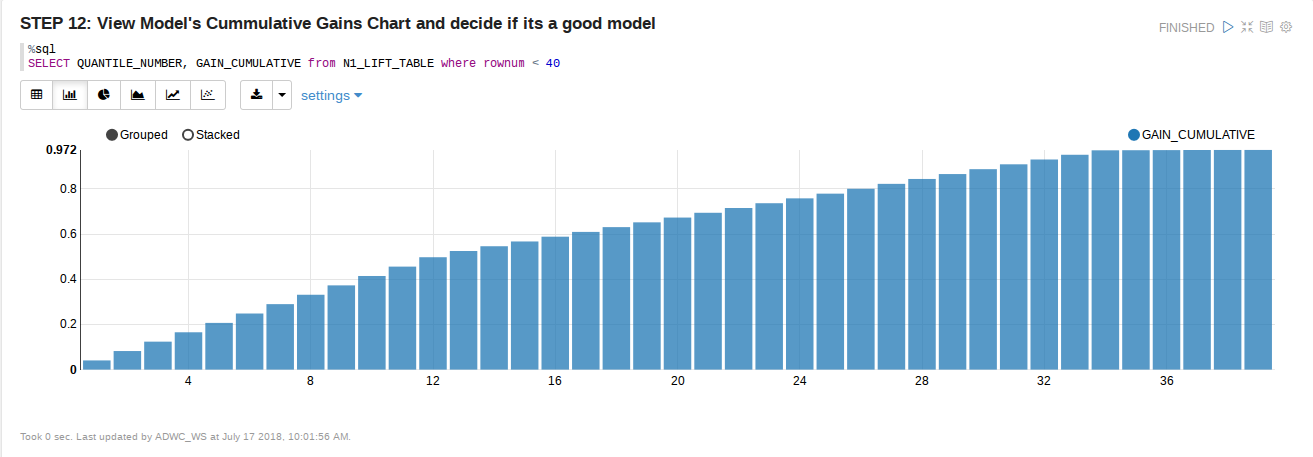 STEP 12: View Model's Cummulative Gains Chart and decide if its a good model
FINISHED
%sql
SELECT QUANTILE_NUMBER, GAIN_CUMULATIVE from N1_LIFT_TABLE where rownum < 40
settings
Grouped Stacked GAIN_CUMULATIVE
0.972
0.8
0.6
0.4
0.2
0
4 8 12 16 20 24 28 32 36
Took 0 sec. Last updated by ADWC_WS at July 17 2018, 10:01:56 AM.